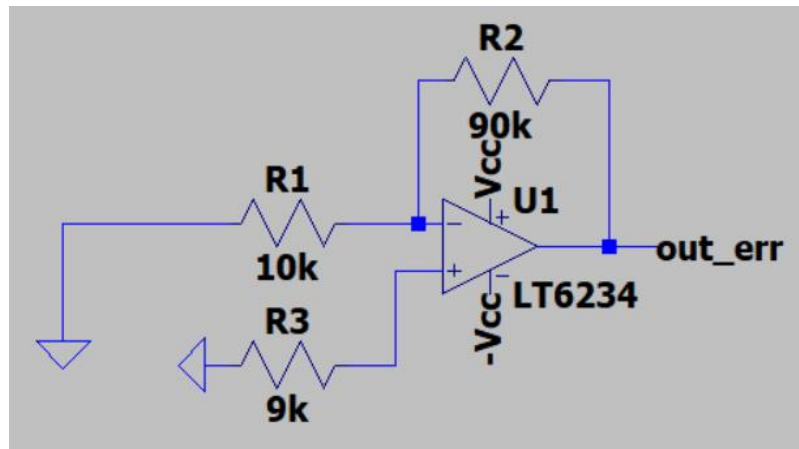 R2
90k
Vcc
U1
R1
10k
- +
+ -
out_err
LT6234
-Vcc
R3
9k